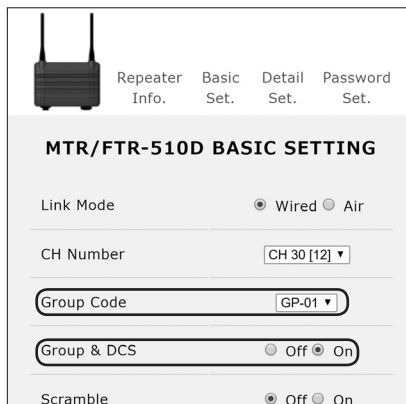 Repeater Info. Basic Set. Detail Set. Password Set.
MTR/FTR-510D BASIC SETTING
Link Mode Wired Air
CH Number CH 30 [12] ▼
Group Code GP-01 ▼
Group & DCS Off On
Scramble Off On